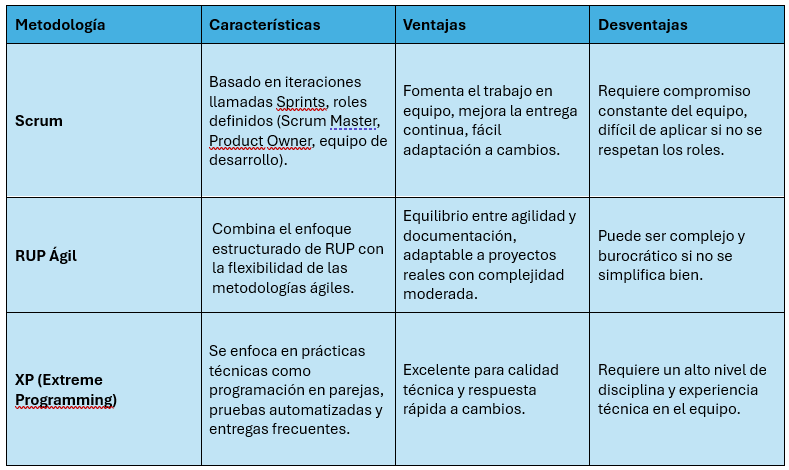 Metodología
Características
Ventajas
Desventajas
Scrum
Basado en iteraciones
llamadas Sprints, roles
definidos (Scrum Master,
Product Owner, equipo de
desarrollo).
Fomenta el trabajo en
equipo, mejora la entrega
continua, fácil
adaptación a cambios.
Requiere compromiso
constante del equipo,
difícil de aplicar si no se
respetan los roles.
RUP Ágil
Combina el enfoque
estructurado de RUP con
la flexibilidad de las
metodologías ágiles.
Equilibrio entre agilidad y
documentación,
adaptable a proyectos
reales con complejidad
moderada.
Puede ser complejo y
burocrático si no se
simplifica bien.
XP (Extreme
Programming)
Se enfoca en prácticas
técnicas como
programación en parejas,
pruebas automatizadas y
entregas frecuentes.
Excelente para calidad
técnica y respuesta
rápida a cambios.
Requiere un alto nivel de
disciplina y experiencia
técnica en el equipo.